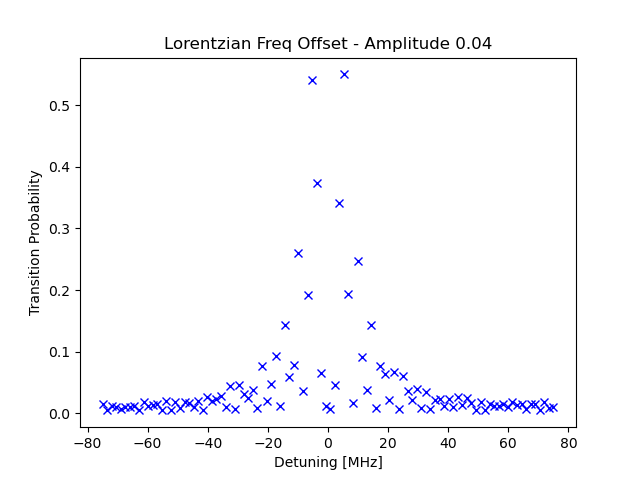 Lorentzian Freq Offset - Amplitude 0.04
Transition Probability
0.5
0.4
0.3
0.2
0.1
0.0
−80 −60 −40 −20 0 20 40 60 80
Detuning [MHz]